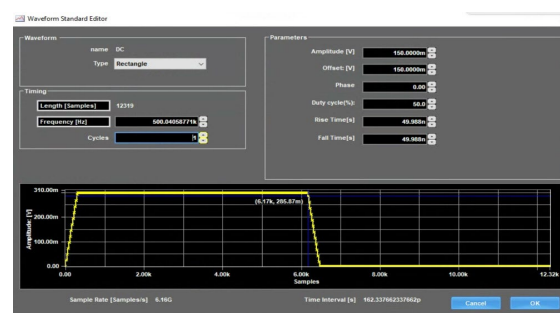 Waveform Standard Editor
Waveform
name DC
Type Rectangle
Timing
Length [Samples] 12319
Frequency [Hz] 500.04058771k
Cycles 1
Parameters
Amplitude [V] 150.0000m
Offset: [V] 150.0000m
Phase 0.00
Duty cycle(%): 50.0
Rise Time[s] 49.988n
Fall Time[s] 49.988n
310.00m
200.00m
100.00m
0.00
Amplitude: [V]
(6.17k, 285.87m)
0.00 2.00k 4.00k 6.00k 8.00k 10.00k 12.32k
Samples
Sample Rate [Samples/s] 6.16G Time Interval [s] 162.337662337662p
Cancel OK